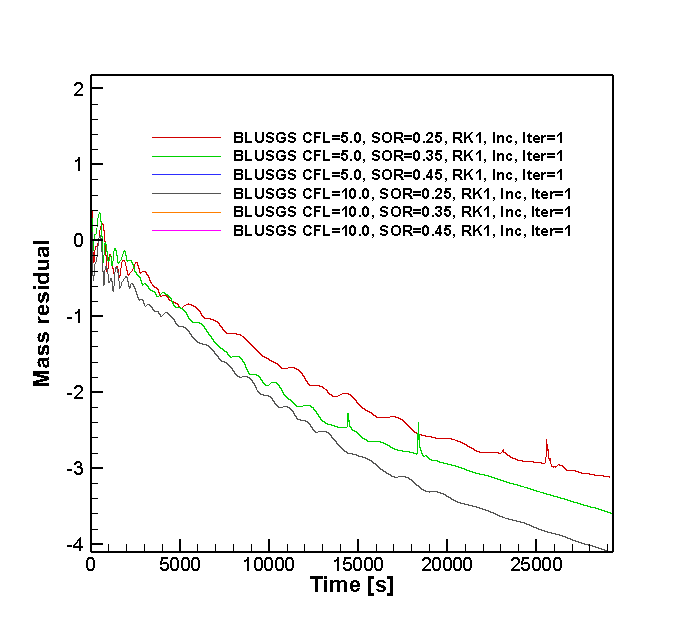 2
1
0
-1
-2
-3
-4
Mass residual
BLUSGS CFL=5.0, SOR=0.25, RK1, Inc, Iter=1
BLUSGS CFL=5.0, SOR=0.35, RK1, Inc, Iter=1
BLUSGS CFL=5.0, SOR=0.45, RK1, Inc, Iter=1
BLUSGS CFL=10.0, SOR=0.25, RK1, Inc, Iter=1
BLUSGS CFL=10.0, SOR=0.35, RK1, Inc, Iter=1
BLUSGS CFL=10.0, SOR=0.45, RK1, Inc, Iter=1
0 5000 10000 15000 20000 25000
Time [s]